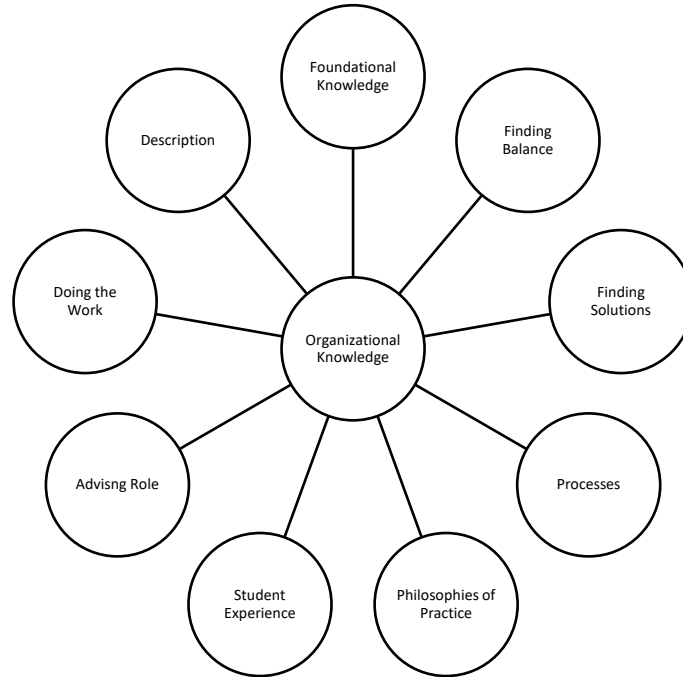 Foundational
Knowledge
Finding
Balance
Finding
Solutions
Processes
Philosophies of
Practice
Student
Experience
Advisng Role
Doing the
Work
Description
Organizational
Knowledge